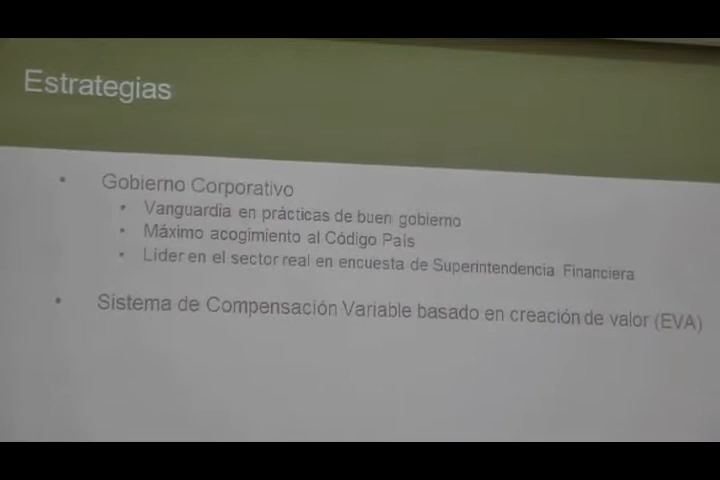 Estrategias
• Gobierno Corporativo
• Vanguardia en prácticas de buen gobierno
• Máximo acogimiento al Código País
• Líder en el sector real en encuesta de Superintendencia Financiera
• Sistema de Compensación Variable basado en creación de valor (EVA)